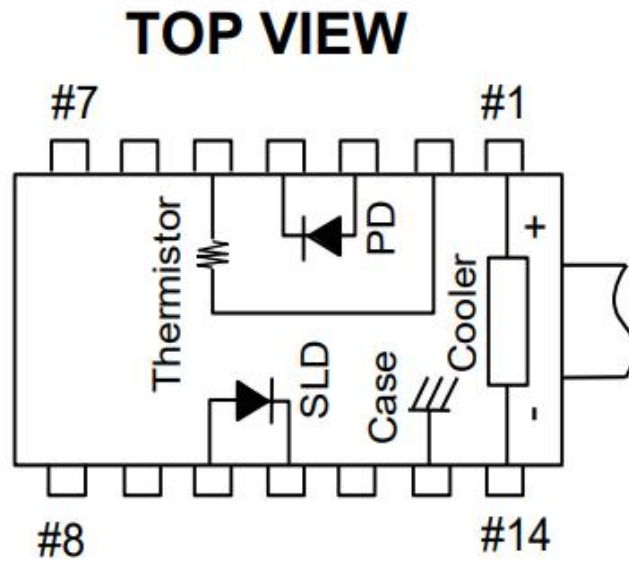 TOP VIEW
#7
#1
Thermistor
PD
+
Cooler
SLD
Case
-
#8
#14